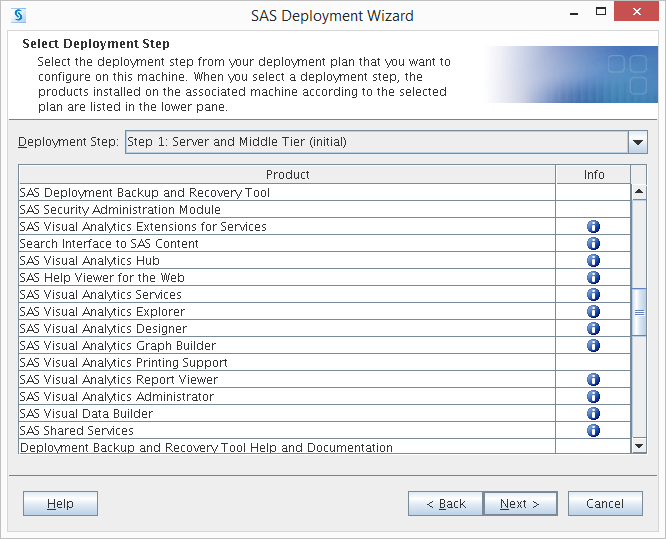 SAS Deployment Wizard
Select Deployment Step
Select the deployment step from your deployment plan that you want to
configure on this machine. When you select a deployment step, the
products installed on the associated machine according to the selected
plan are listed in the lower pane.
Deployment Step: Step 1: Server and Middle Tier (initial)
Product Info
SAS Deployment Backup and Recovery Tool
SAS Security Administration Module
SAS Visual Analytics Extensions for Services
Search Interface to SAS Content
SAS Visual Analytics Hub
SAS Help Viewer for the Web
SAS Visual Analytics Services
SAS Visual Analytics Explorer
SAS Visual Analytics Designer
SAS Visual Analytics Graph Builder
SAS Visual Analytics Printing Support
SAS Visual Analytics Report Viewer
SAS Visual Analytics Administrator
SAS Visual Data Builder
SAS Shared Services
Deployment Backup and Recovery Tool Help and Documentation
Help < Back Next > Cancel